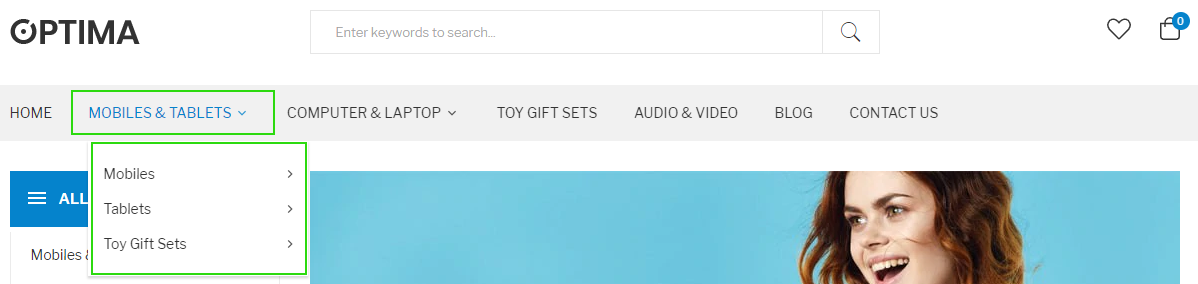 OPTIMA
Enter keywords to search...
0
HOME MOBILES & TABLETS COMPUTER & LAPTOP TOY GIFT SETS AUDIO & VIDEO BLOG CONTACT US
Mobiles
Tablets
Toy Gift Sets
ALL
Mobiles